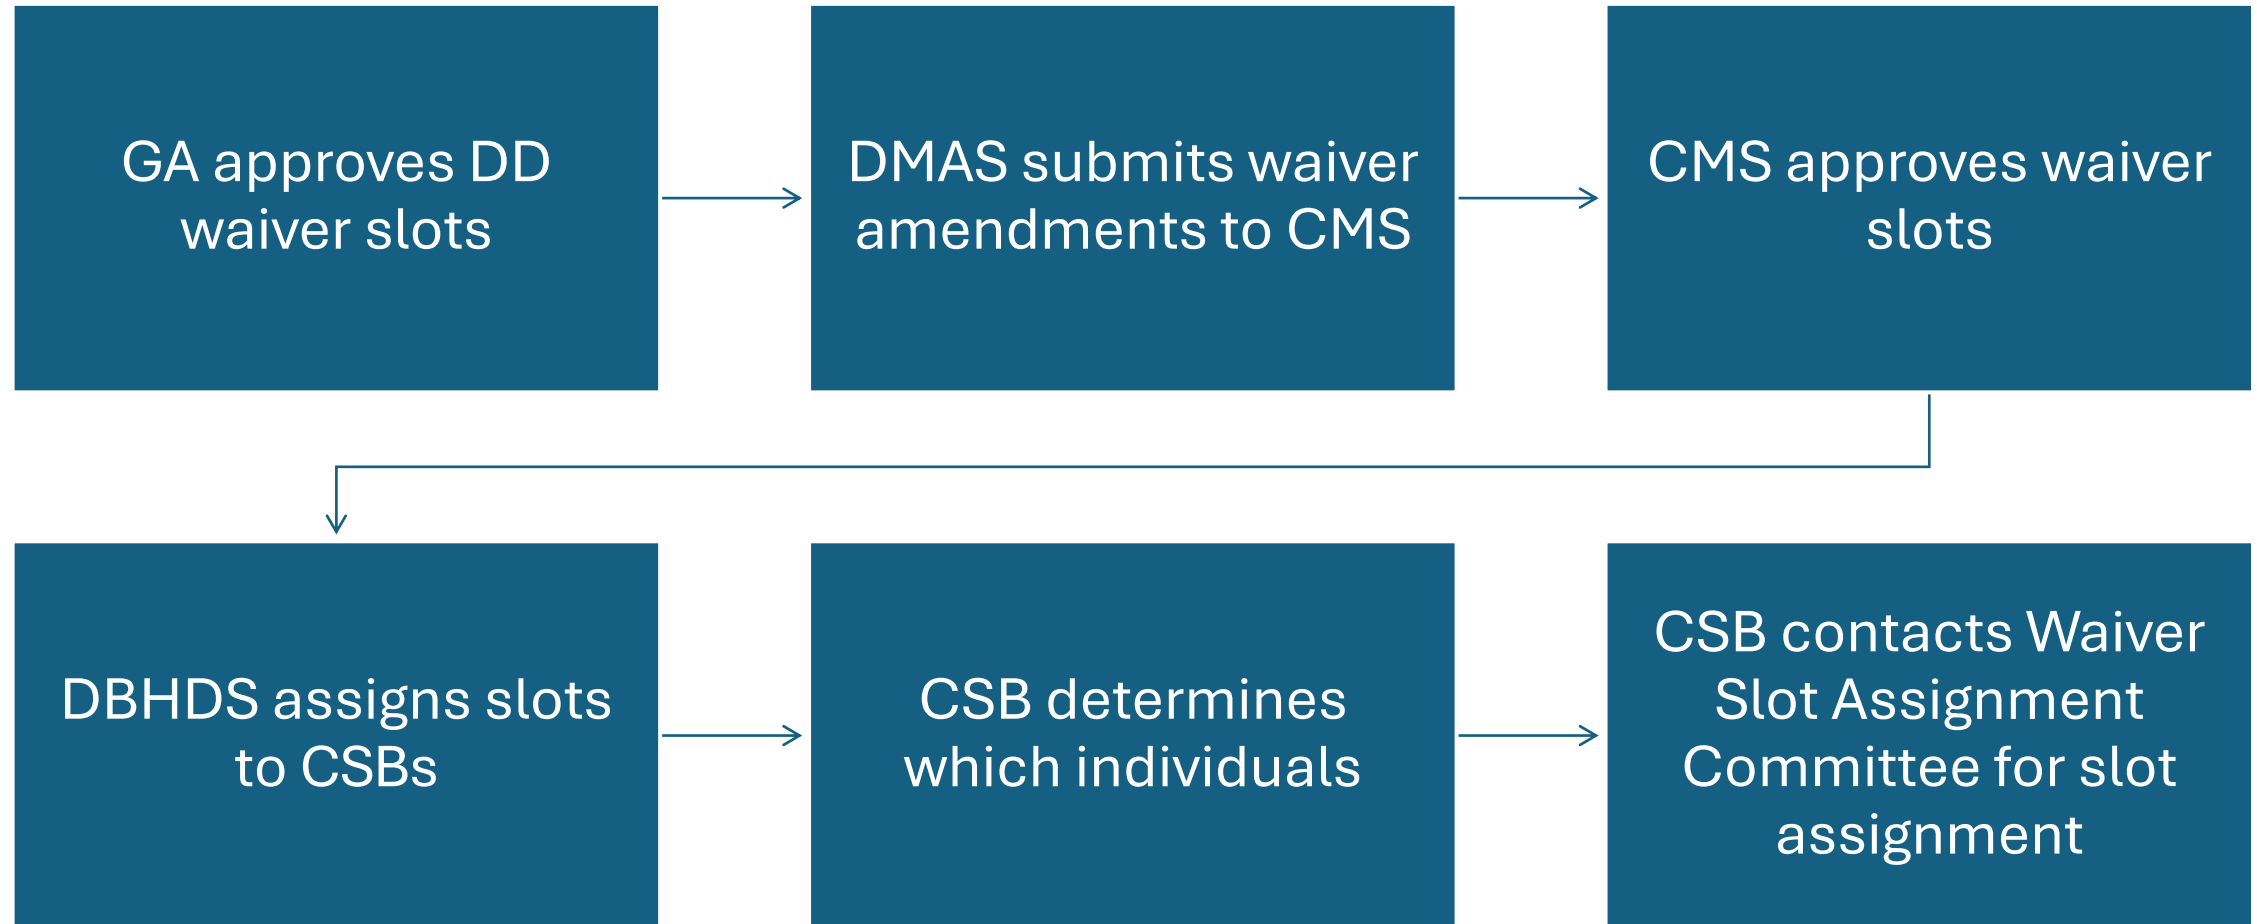 GA approves DD
waiver slots
DMAS submits waiver
amendments to CMS
CMS approves waiver
slots
DBHDS assigns slots
to CSBs
CSB determines
which individuals
CSB contacts Waiver
Slot Assignment
Committee for slot
assignment